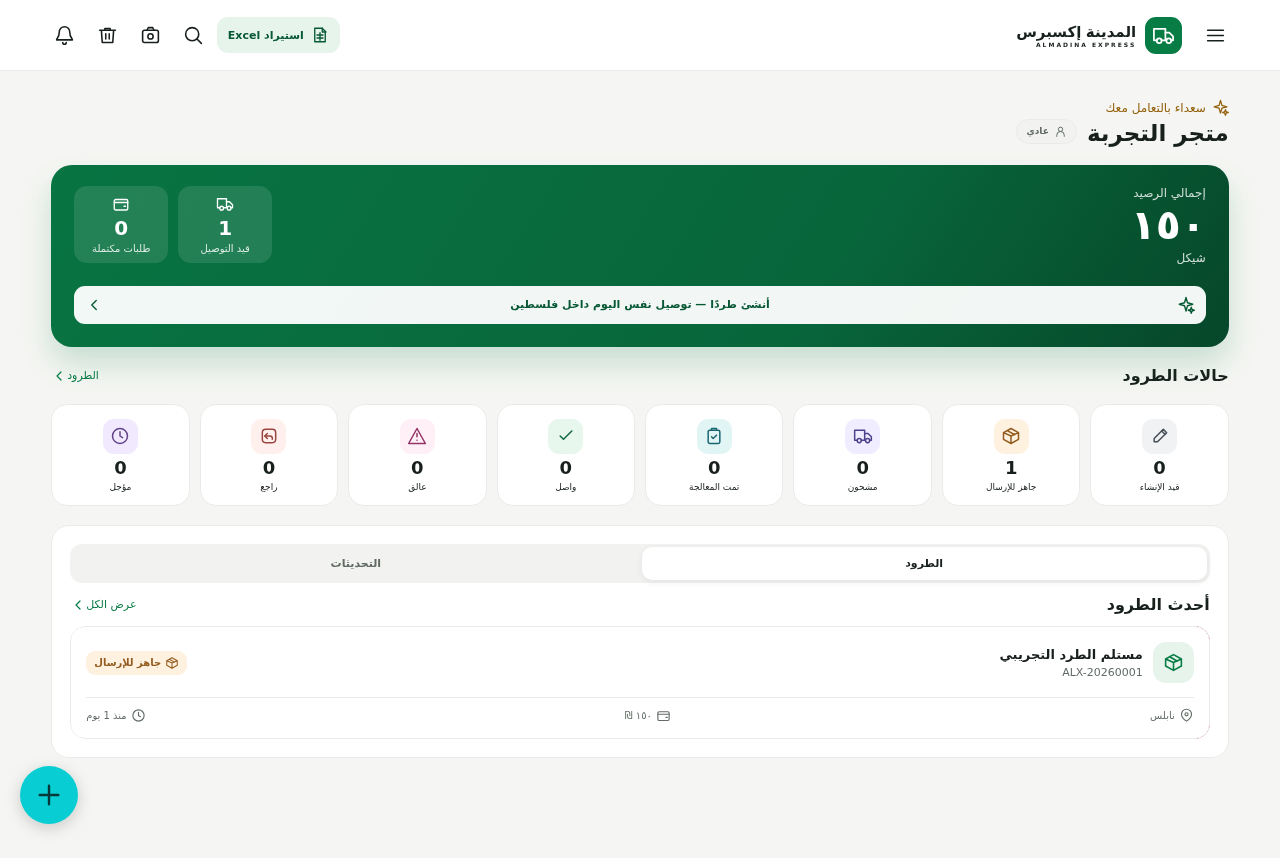 المدينة إكسبرس
ALMADINA EXPRESS
استيراد Excel
سعداء بالتعامل معك
متجر التجربة
عادي
إجمالي الرصيد
١٥٠
شيكل
1
قيد التوصيل
0
طلبات مكتملة
أنشئ طردًا — توصيل نفس اليوم داخل فلسطين
حالات الطرود
الطرود
0
قيد الإنشاء
1
جاهز للإرسال
0
مشحون
0
تمت المعالجة
0
واصل
0
عالق
0
راجع
0
مؤجل
الطرود
التحديثات
أحدث الطرود
عرض الكل
مستلم الطرد التجريبي
ALX-20260001
جاهز للإرسال
نابلس
١٥٠ ₪
منذ 1 يوم